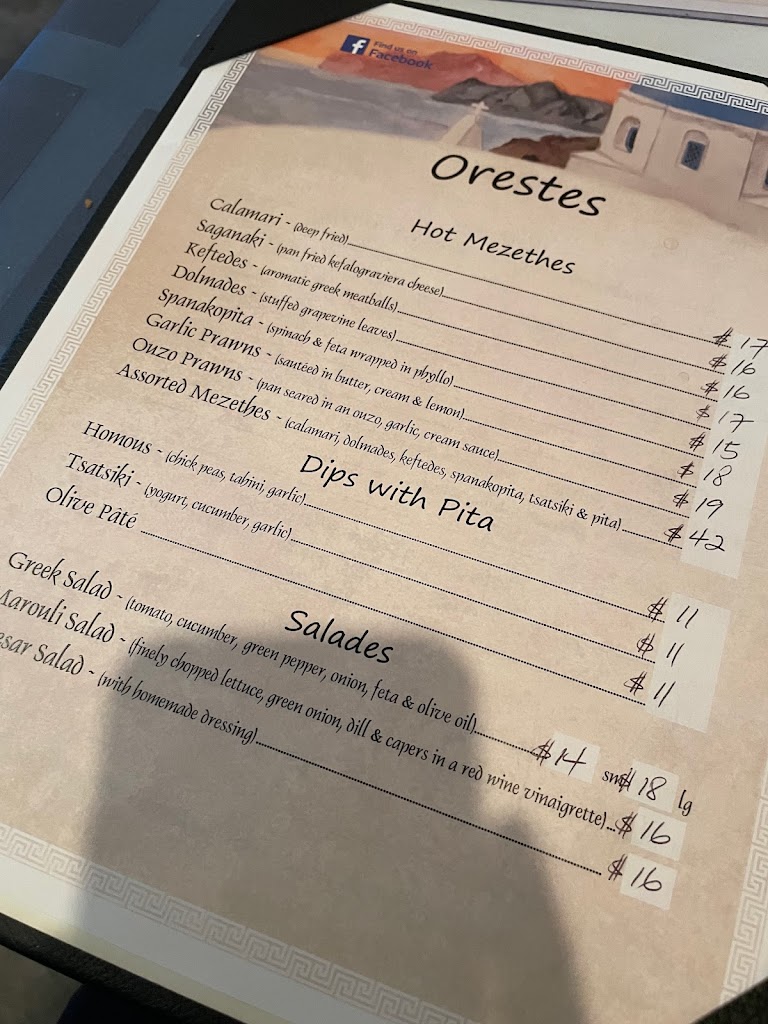 Find us on
Facebook
Orestes
Hot Mezethes
Calamari - (deep fried) $ 17
Saganaki - (pan fried kefalograviera cheese) $ 16
Keftedes - (aromatic greek meatballs) $ 16
Dolmades - (stuffed grapevine leaves) $ 17
Spanakopita - (spinach & feta wrapped in phyllo) $ 15
Garlic Prawns - (sautéed in butter, cream & lemon) $ 18
Ouzo Prawns - (pan seared in an ouzo, garlic, cream sauce) $ 19
Assorted Mezethes - (calamari, dolmades, keftedes, spanakopita, tsatsiki & pita) $ 42
Dips with Pita
Homous - (chick peas, tahini, garlic) $ 11
Tsatsiki - (yogurt, cucumber, garlic) $ 11
Olive Pâté $ 11
Salades
Greek Salad - (tomato, cucumber, green pepper, onion, feta & olive oil) $ 14 sm $ 18 lg
Marouli Salad - (finely chopped lettuce, green onion, dill & capers in a red wine vinaigrette) $ 16
esar Salad - (with homemade dressing) $ 16